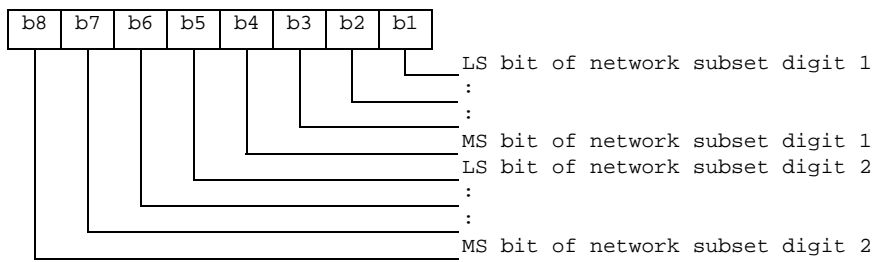 b8 b7 b6 b5 b4 b3 b2 b1
LS bit of network subset digit 1
:
:
MS bit of network subset digit 1
LS bit of network subset digit 2
:
:
MS bit of network subset digit 2